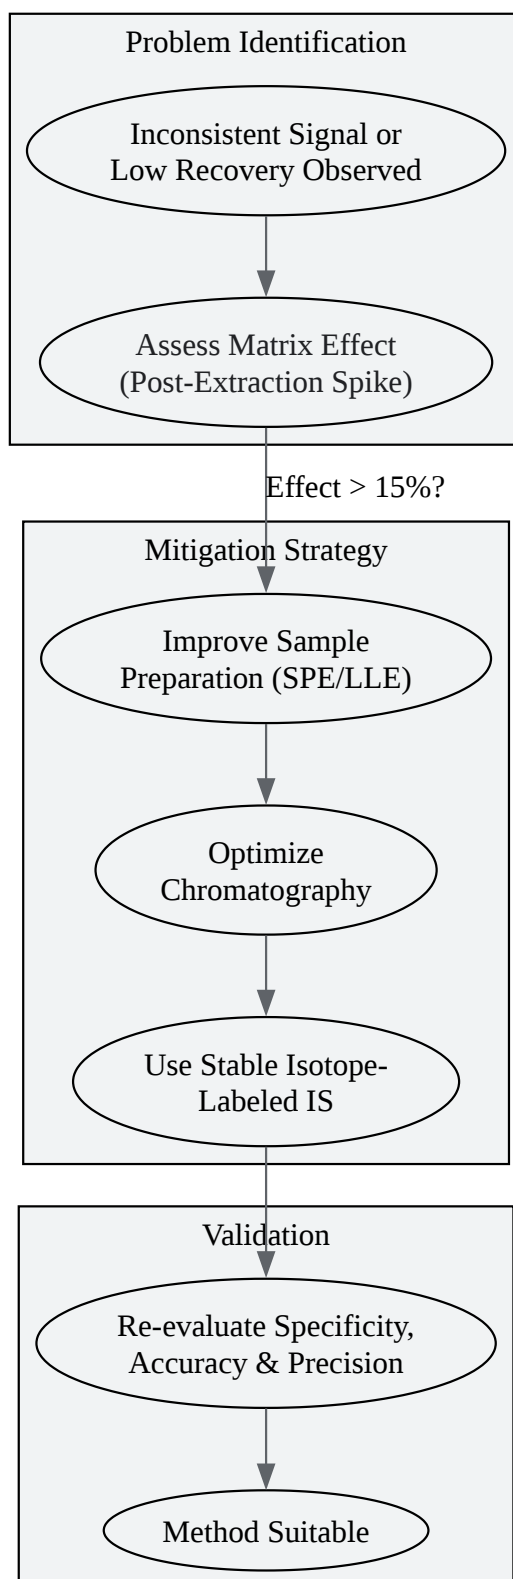 Problem Identification
Inconsistent Signal or
Low Recovery Observed
Assess Matrix Effect
(Post-Extraction Spike)
Effect > 15%?
Mitigation Strategy
Improve Sample
Preparation (SPE/LLE)
Optimize
Chromatography
Use Stable Isotope-
Labeled IS
Validation
Re-evaluate Specificity,
Accuracy & Precision
Method Suitable